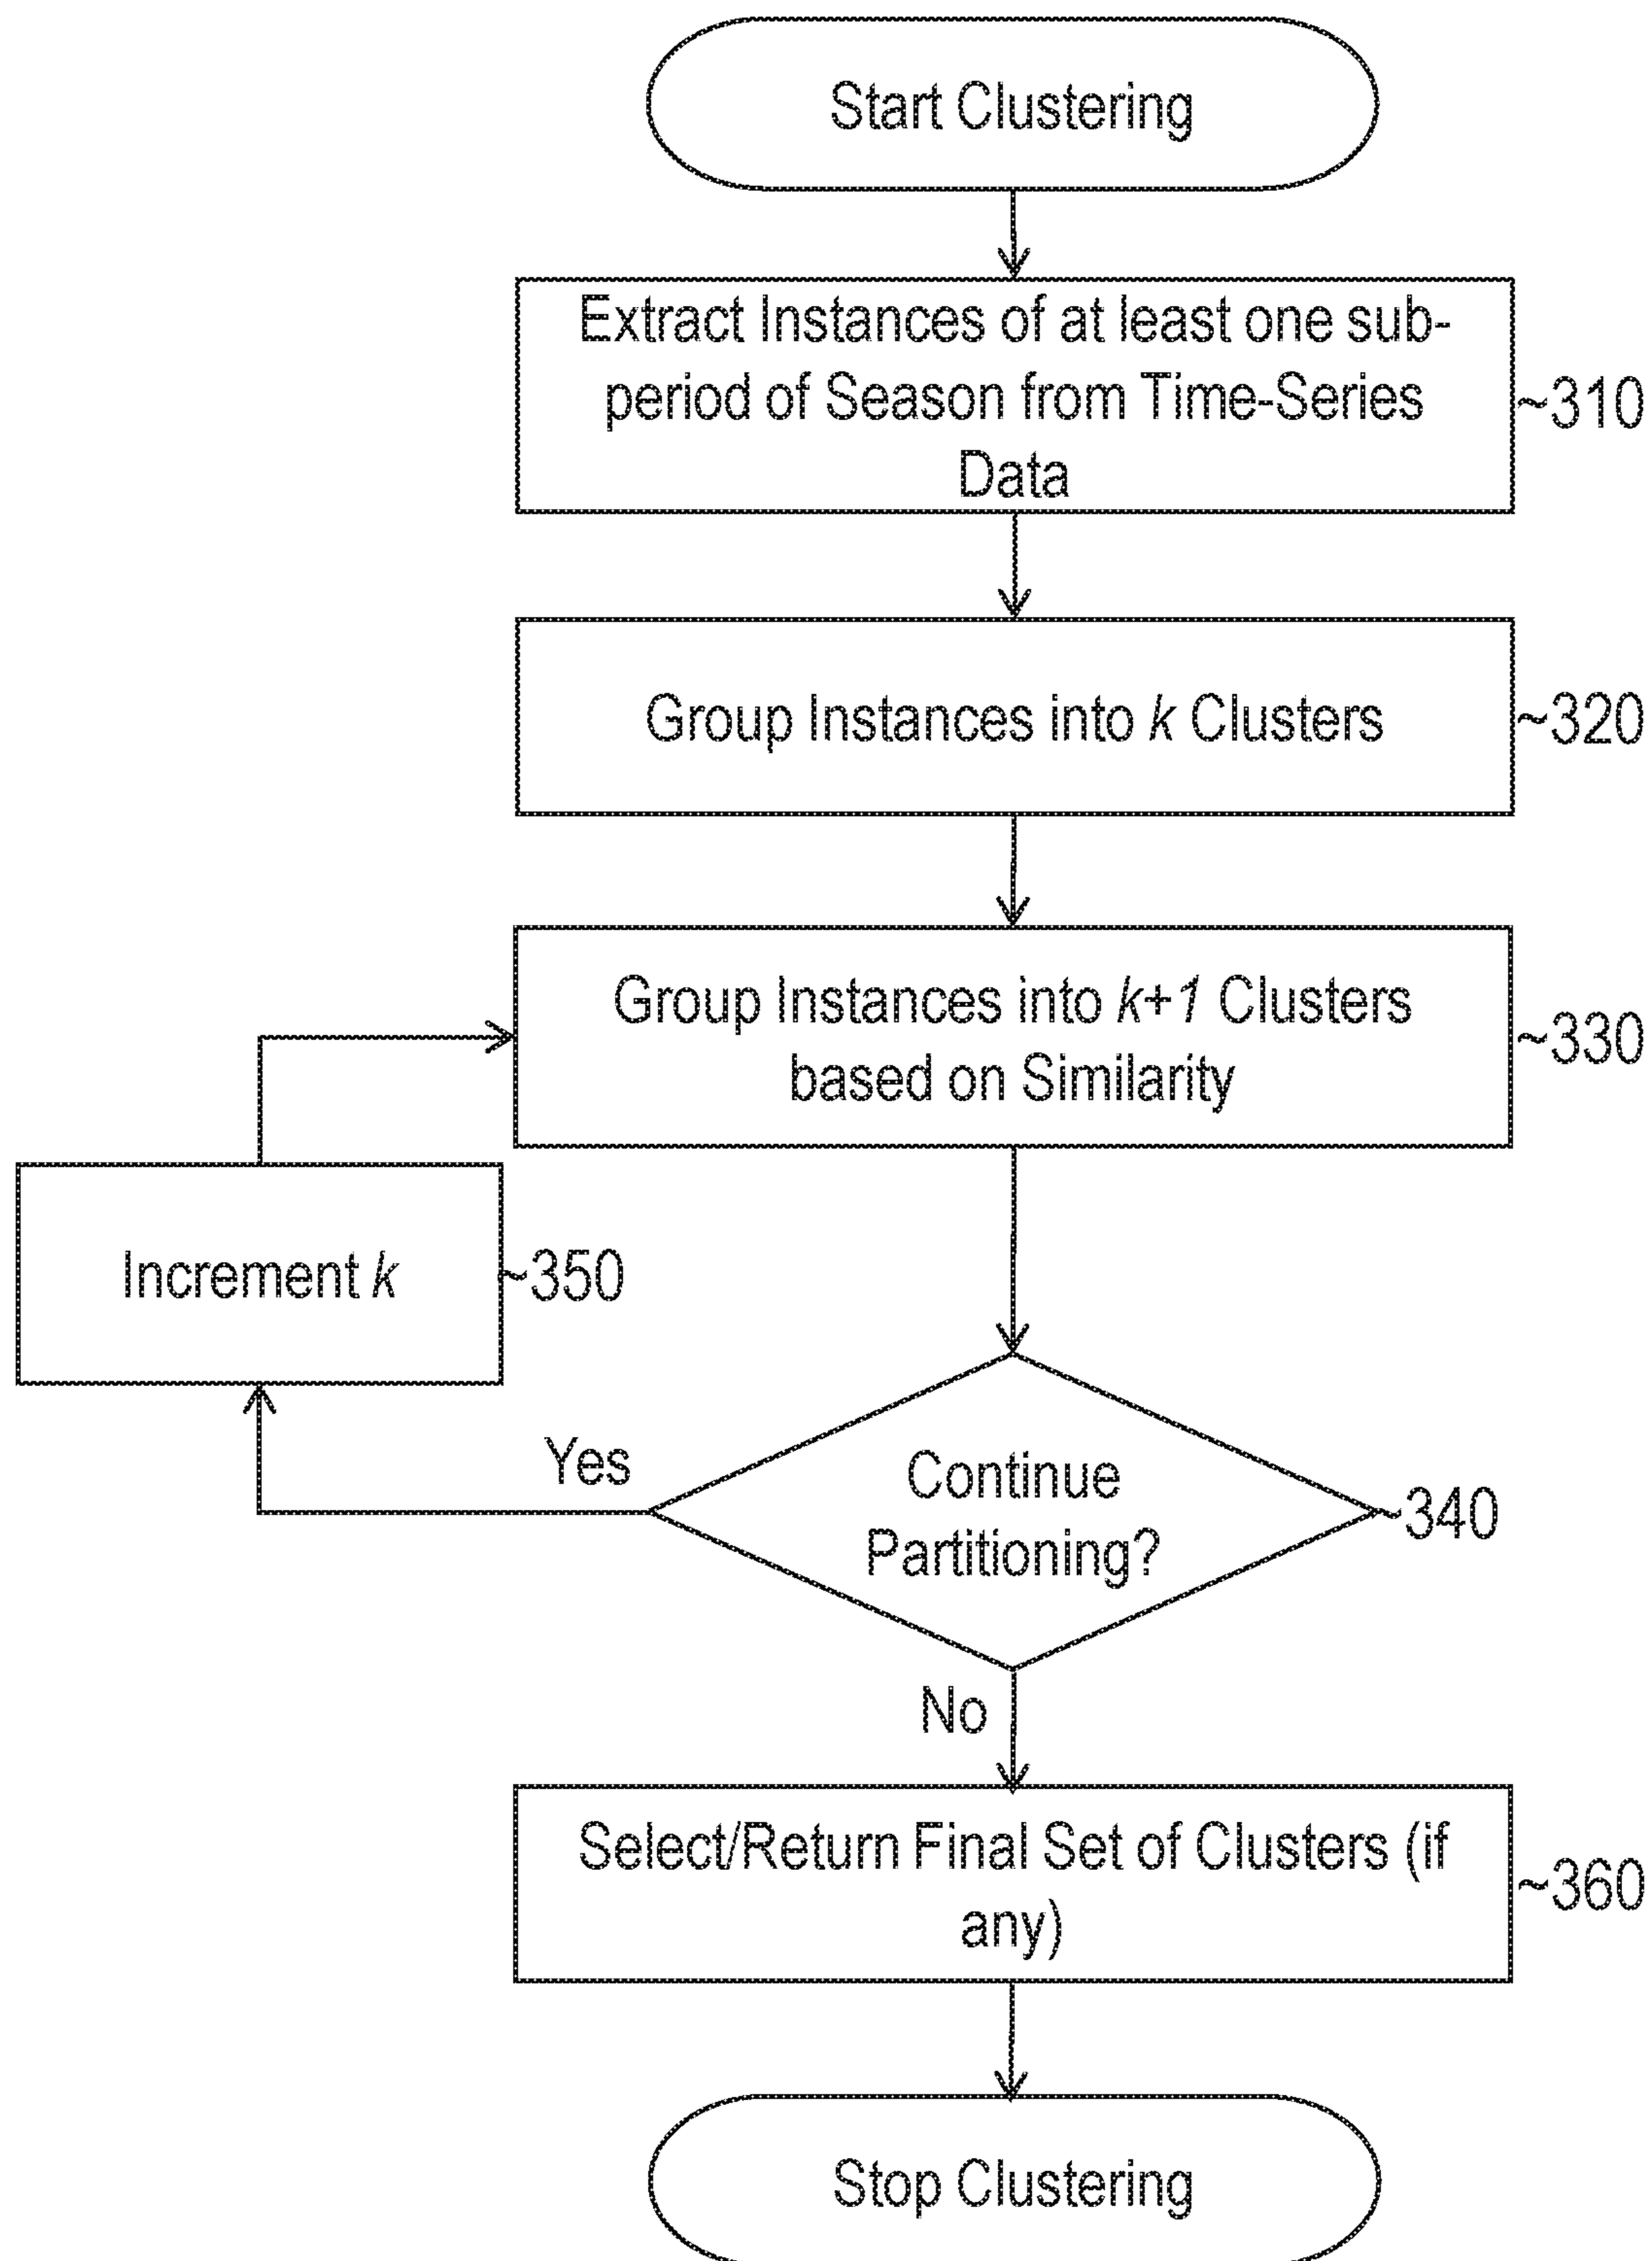 Start Clustering
Extract Instances of at least one sub-
period of Season from Time-Series
Data
~310
Group Instances into k Clusters
~320
Group Instances into k+1 Clusters
based on Similarity
~330
Increment k
~350
Continue
Partitioning?
~340
Yes
No
Select/Return Final Set of Clusters (if
any)
~360
Stop Clustering